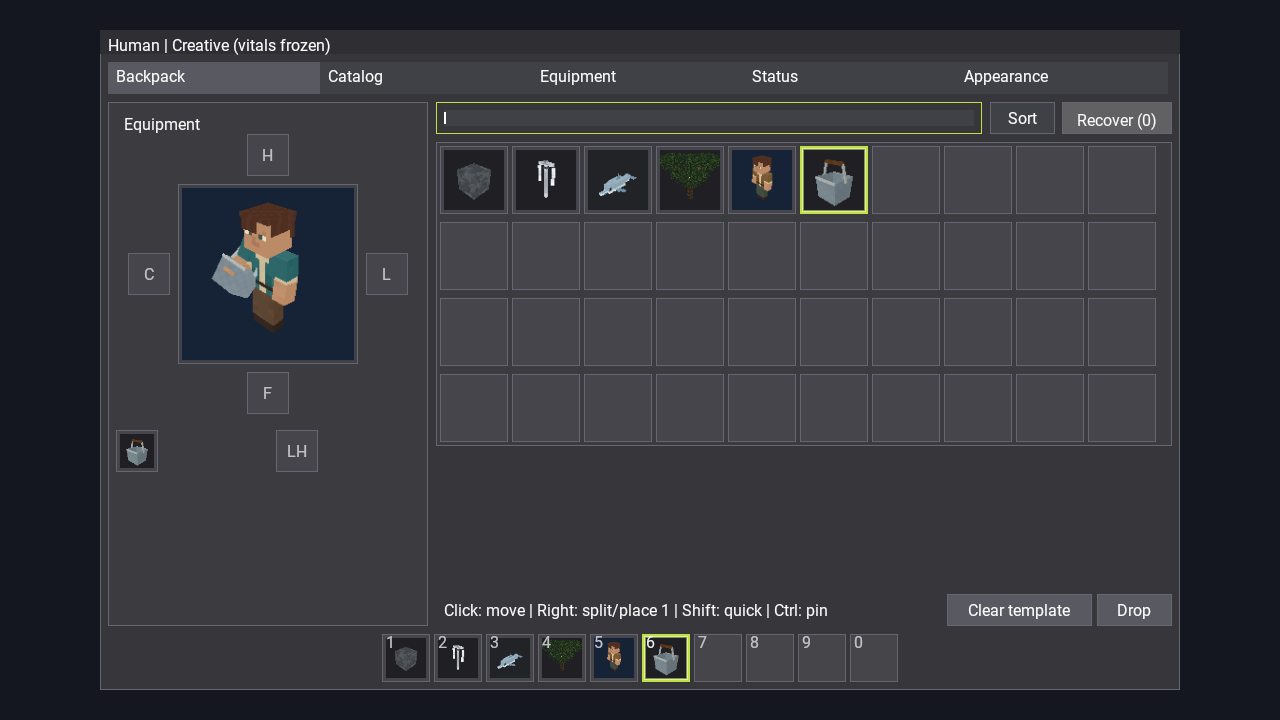 Human | Creative (vitals frozen)
Backpack Catalog Equipment Status Appearance
Equipment
Sort
Recover (0)
H
C
L
F
LH
Click: move | Right: split/place 1 | Shift: quick | Ctrl: pin
Clear template
Drop
1 2 3 4 5 6 7 8 9 0